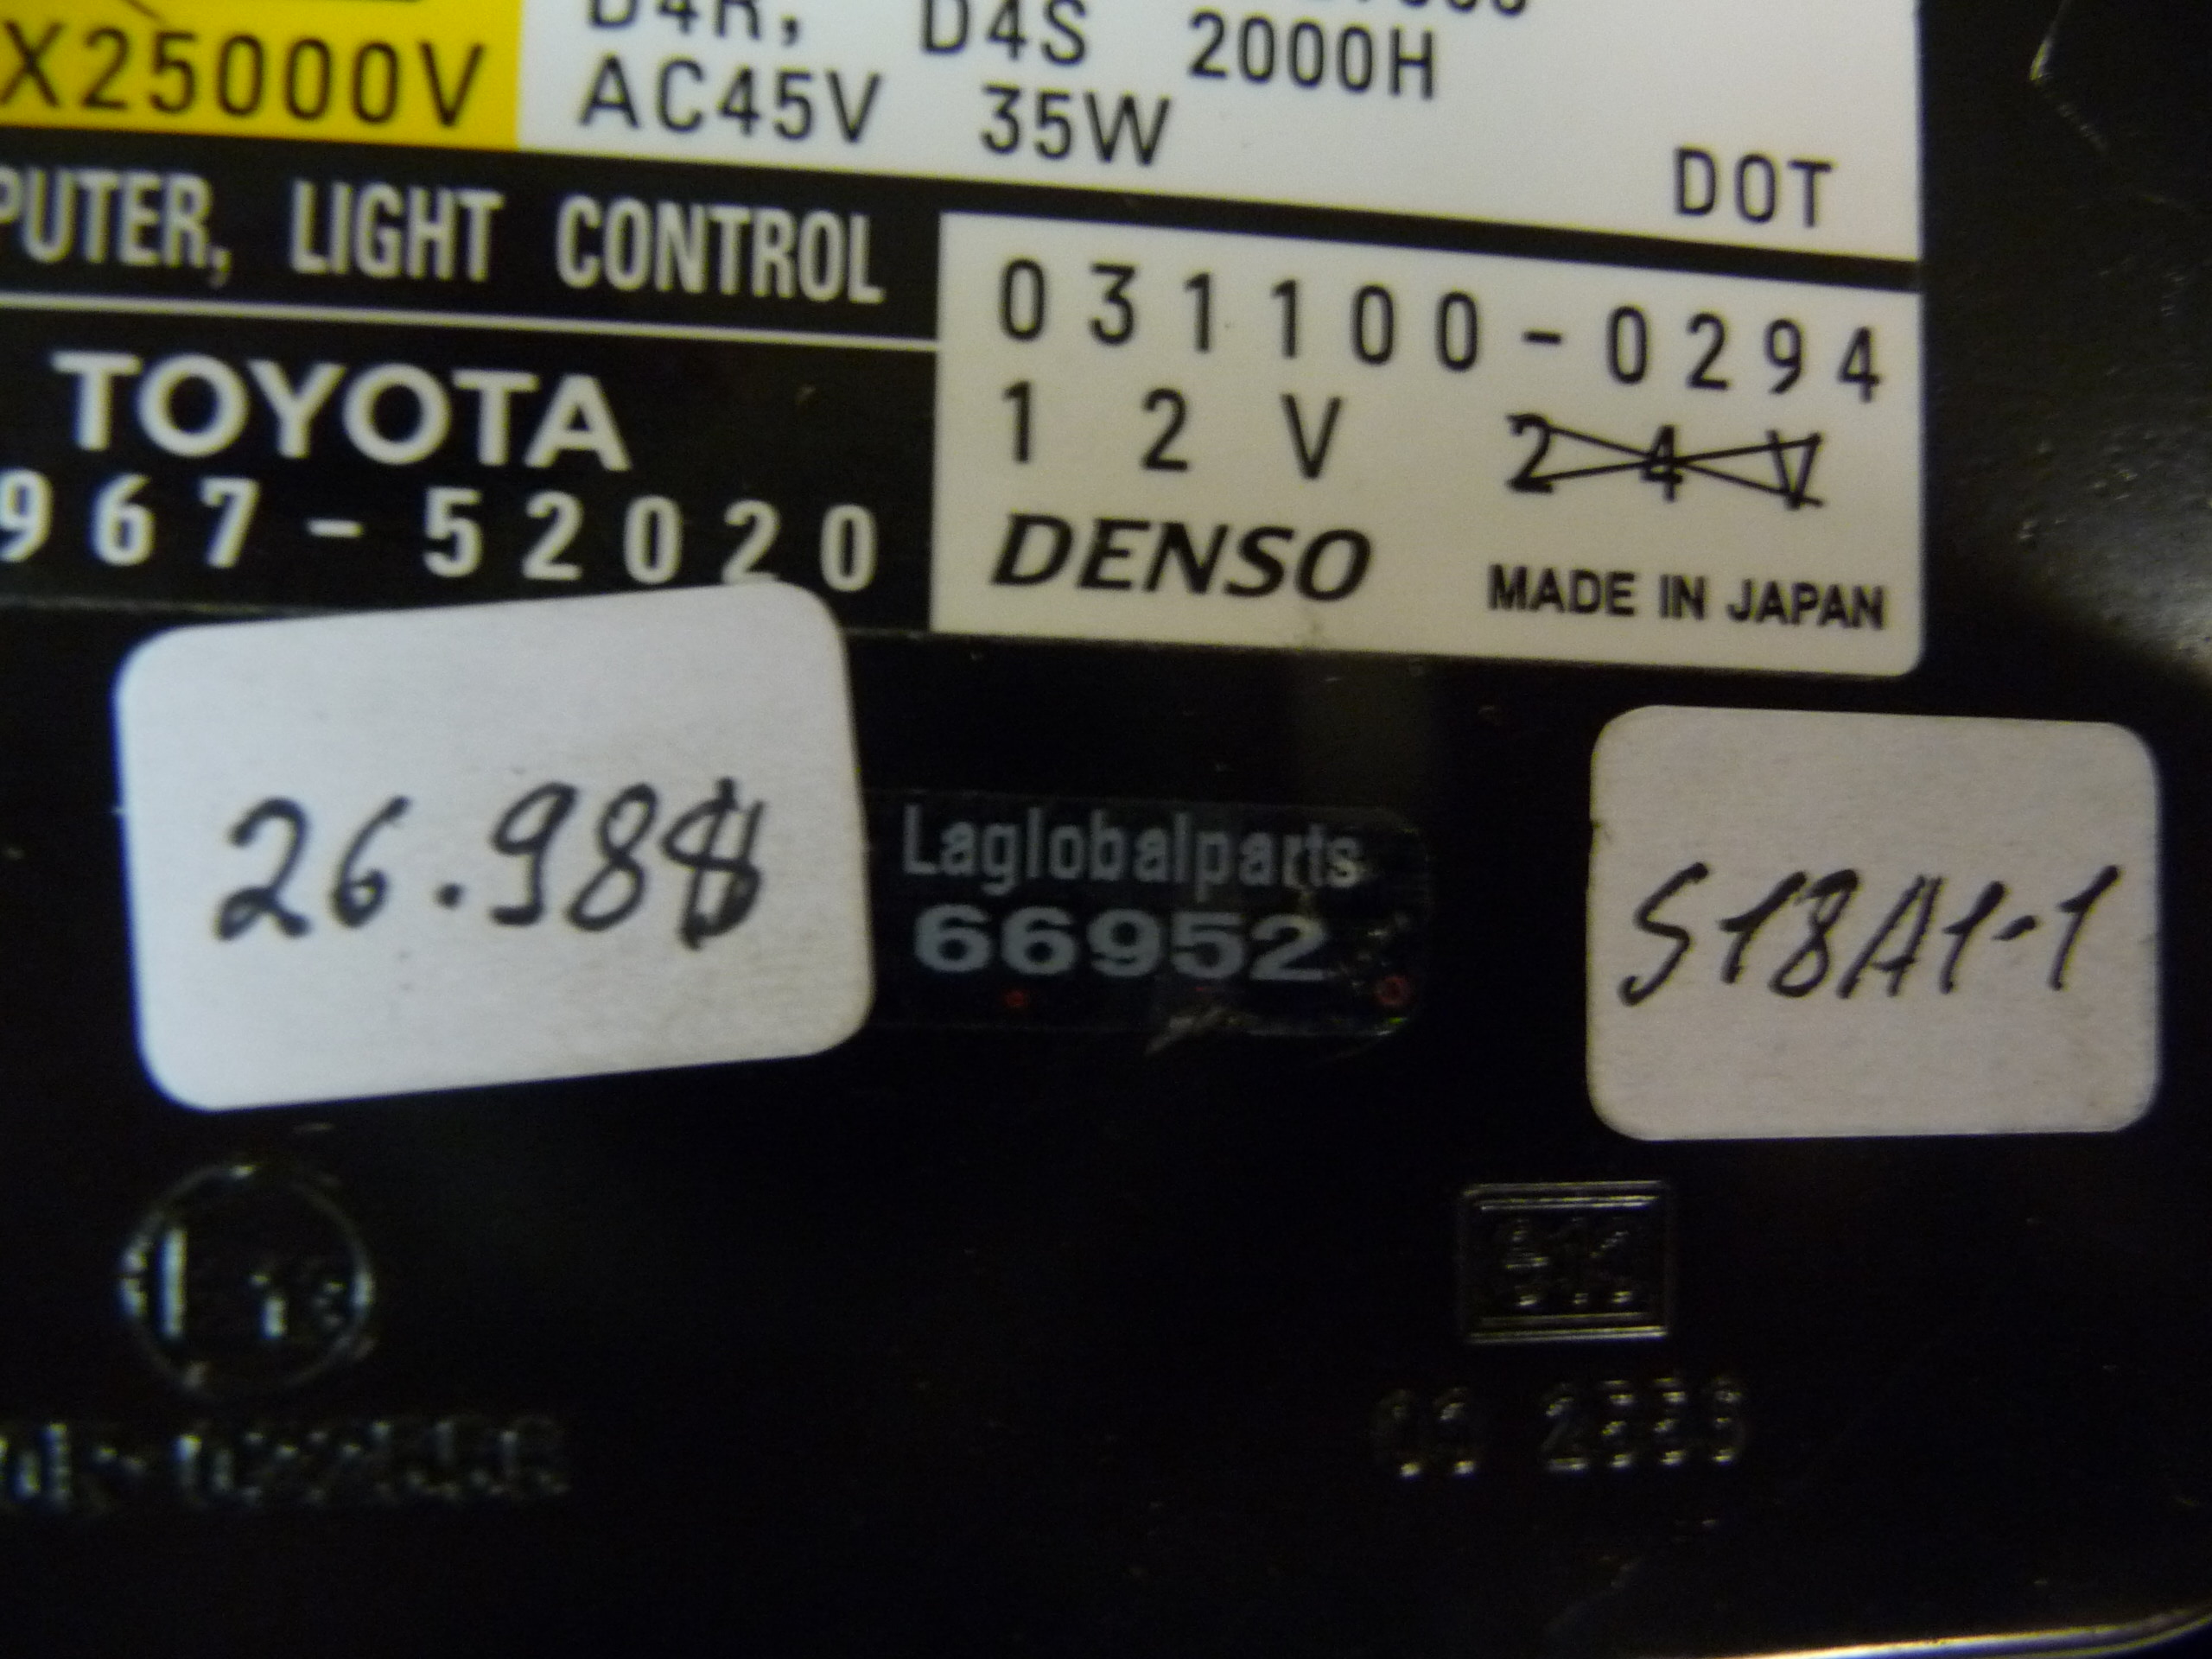 X25000V
D4R, D4S 2000H
AC45V 35W
DOT
PUTER, LIGHT CONTROL
TOYOTA
967-52020
031100-0294
12V 24V
DENSO
MADE IN JAPAN
26.98$
Laglobalparts
66952
S18A1-1